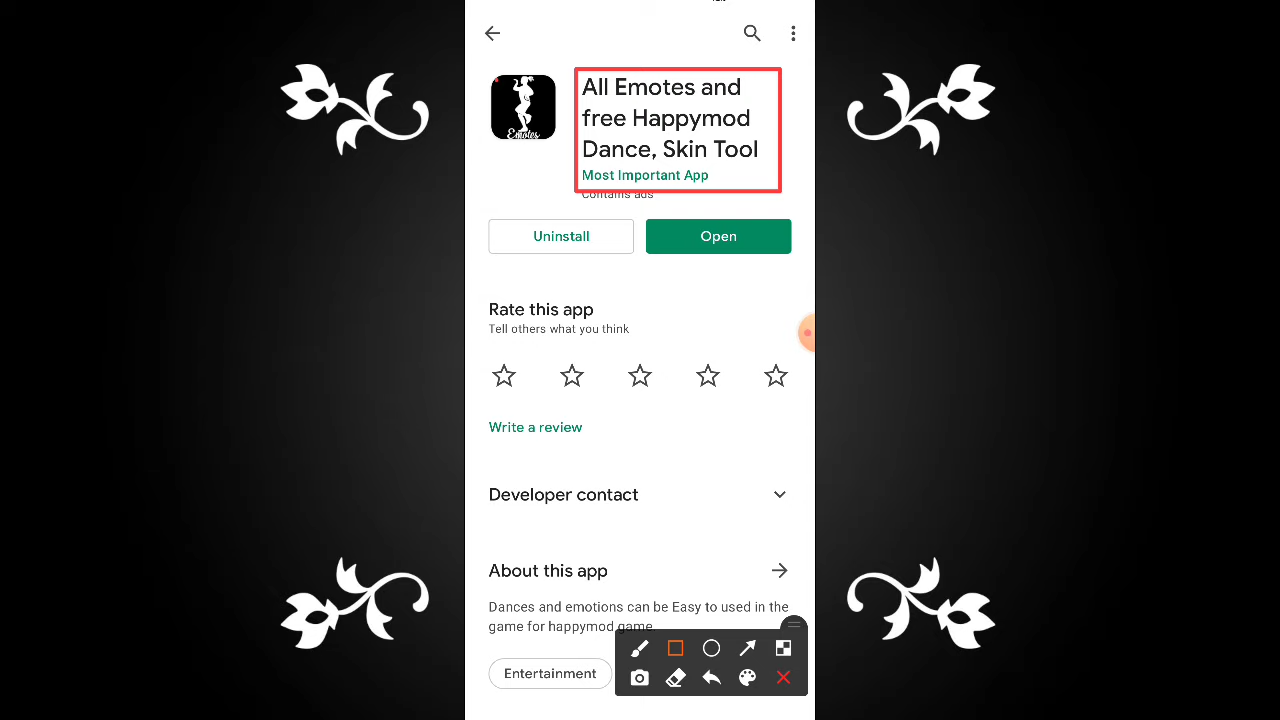 All Emotes and
free Happymod
Dance, Skin Tool
Most Important App
Contains ads
Emotes
Uninstall
Open
Rate this app
Tell others what you think
Write a review
Developer contact
About this app
Dances and emotions can be Easy to used in the
game for happymod game.
Entertainment